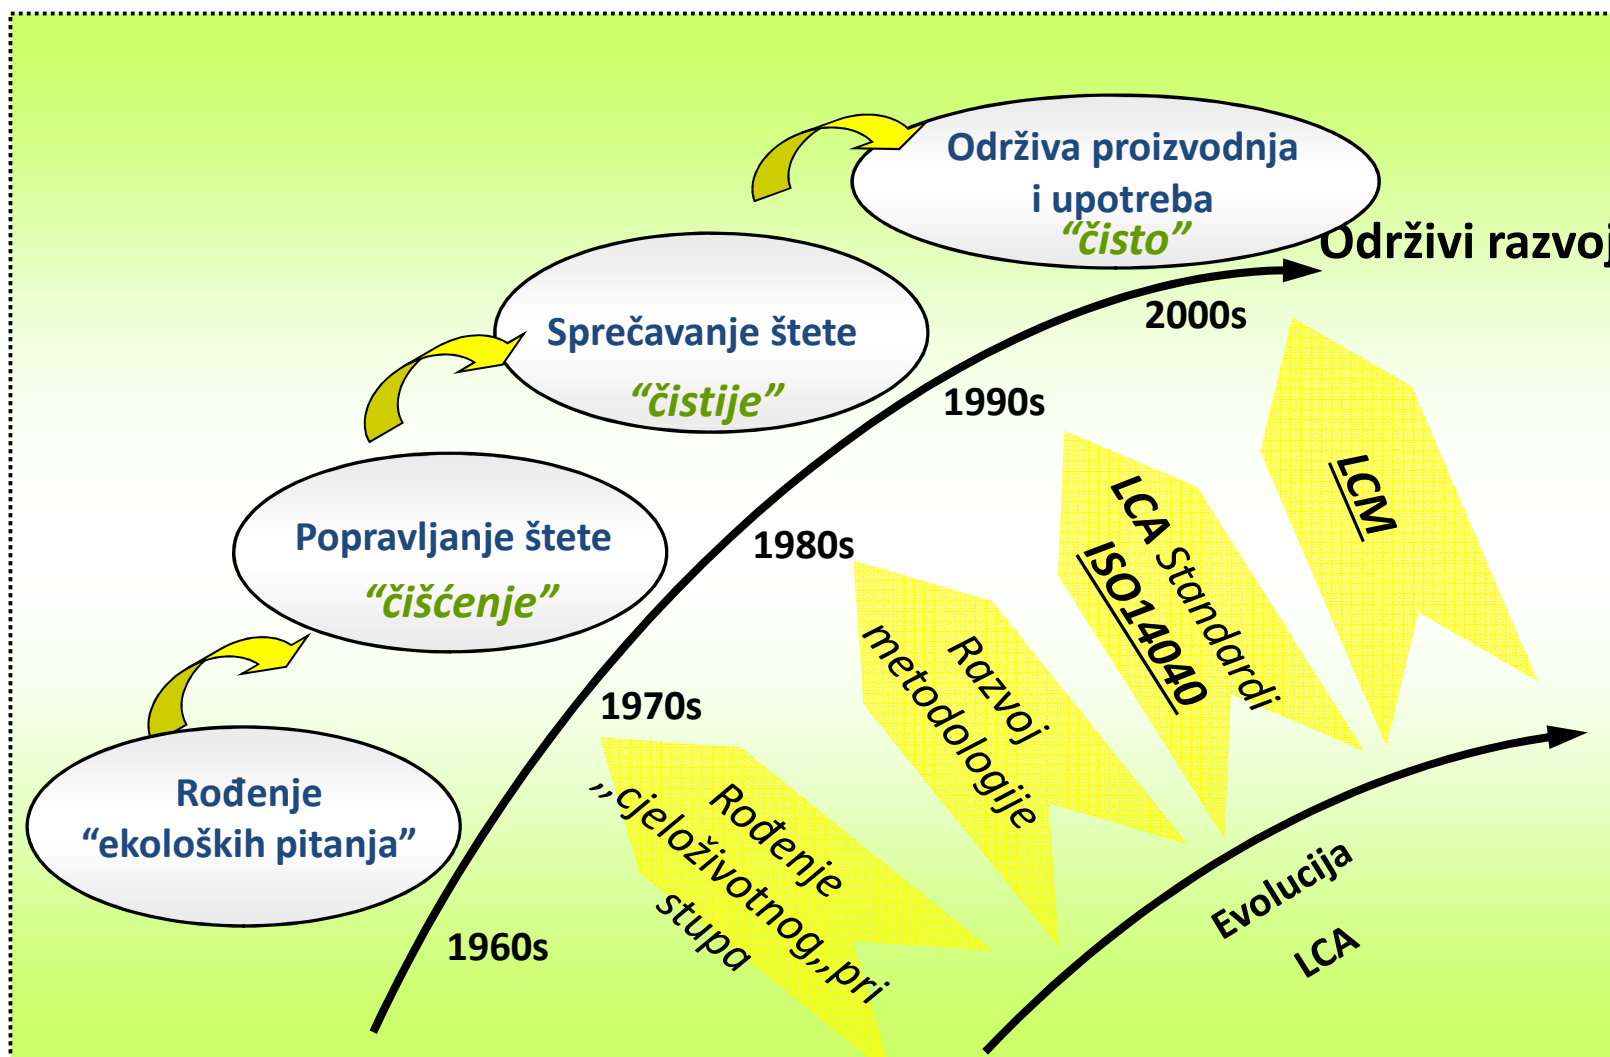 Održiva proizvodnja
i upotreba
“čisto”
Održivi razvoj
2000s
Sprečavanje štete
“čistije”
1990s
Popravljanje štete
“čišćenje”
1980s
1970s
Rođenje
“ekoloških pitanja”
1960s
Rođenje
,,cjeloživotnog,,pri
stupa
Razvoj
metodologije
LCA Standardi
ISO14040
LCM
Evolucija
LCA